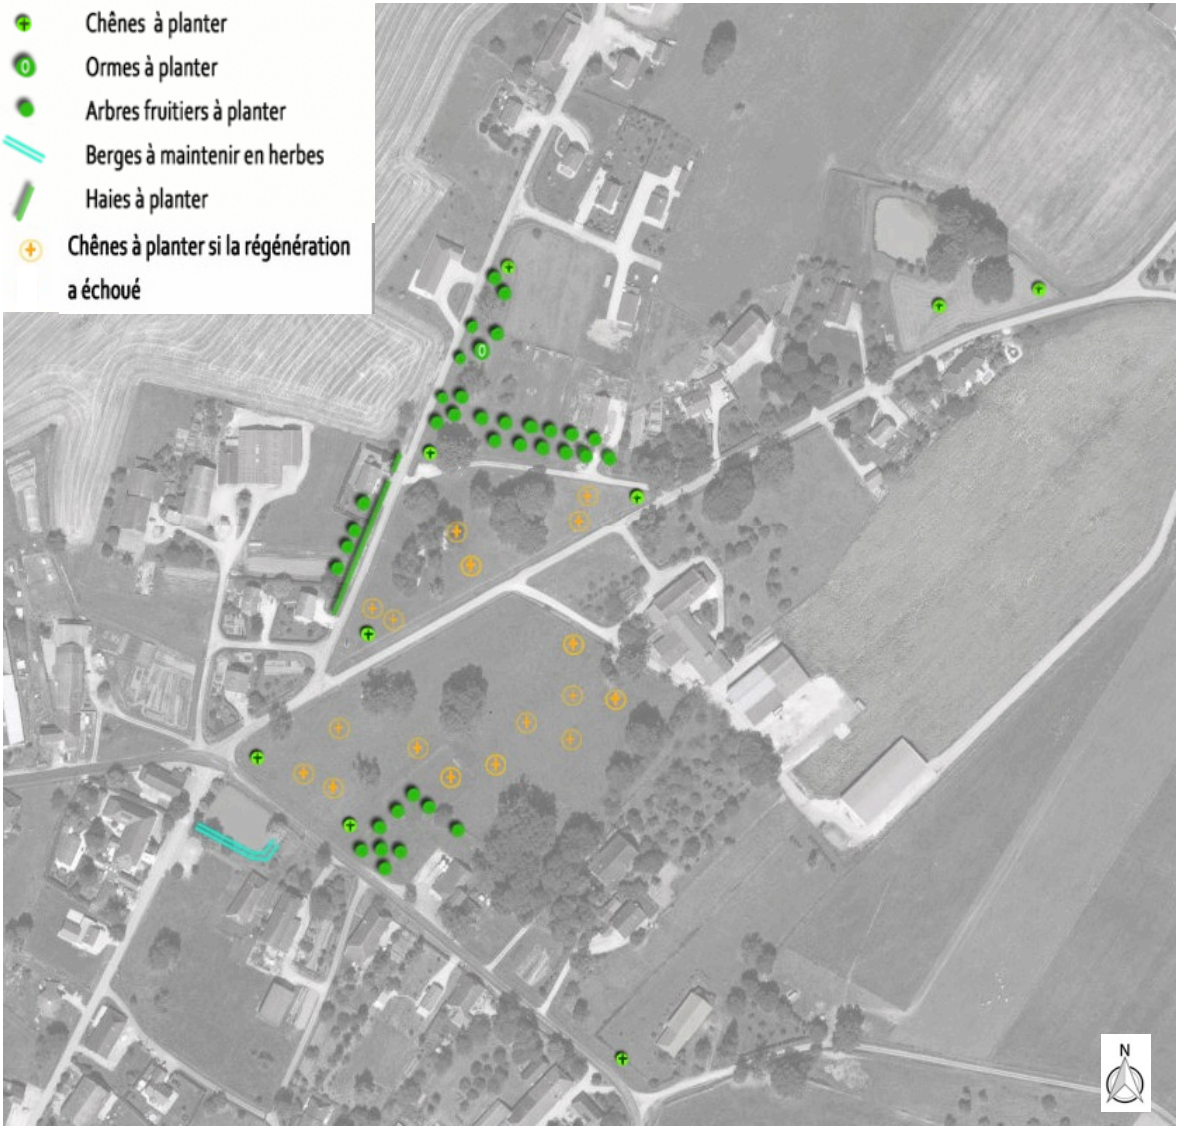 Chênes à planter
Ormes à planter
Arbres fruitiers à planter
Berges à maintenir en herbes
Haies à planter
Chênes à planter si la régénération
a échoué
N